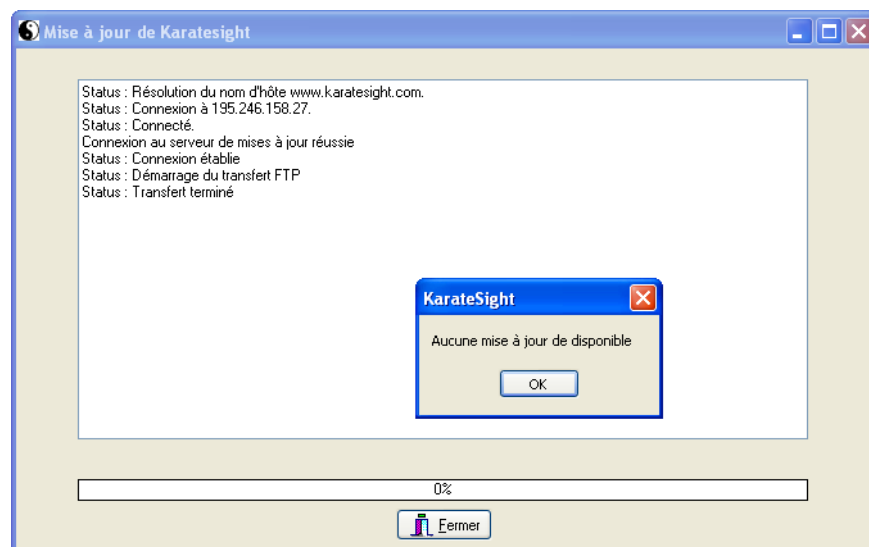 Mise à jour de Karatesight
Status : Résolution du nom d'hôte www.karatesight.com.
Status : Connexion à 195.246.158.27.
Status : Connecté.
Connexion au serveur de mises à jour réussie
Status : Connexion établie
Status : Démarrage du transfert FTP
Status : Transfert terminé
KarateSight
Aucune mise à jour de disponible
OK
0%
Fermer